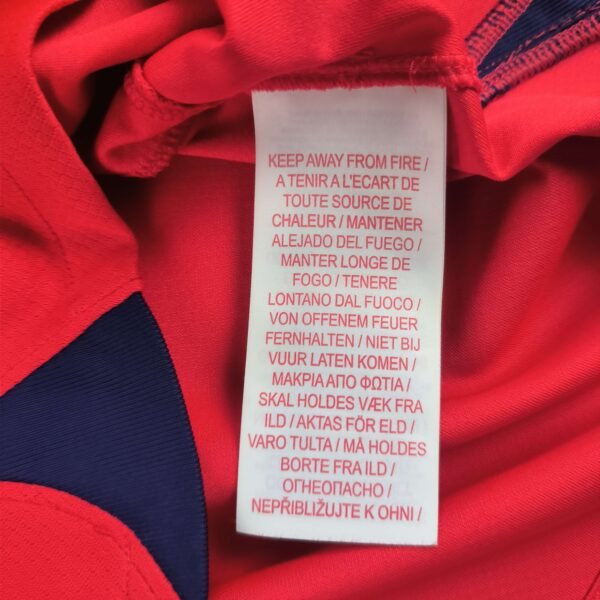 KEEP AWAY FROM FIRE /
A TENIR A L'ECART DE
TOUTE SOURCE DE
CHALEUR / MANTENER
ALEJADO DEL FUEGO /
MANTER LONGE DE
FOGO / TENERE
LONTANO DAL FUOCO /
VON OFFENEM FEUER
FERNHALTEN / NIET BIJ
VUUR LATEN KOMEN /
ΜΑΚΡΙΑ ΑΠΟ ΦΩΤΙΑ /
SKAL HOLDES VÆK FRA
ILD / AKTAS FÖR ELD /
VARO TULTA / MÅ HOLDES
BORTE FRA ILD /
ОГНЕОПАСНО /
NEPŘIBLIŽUJTE K OHNI /